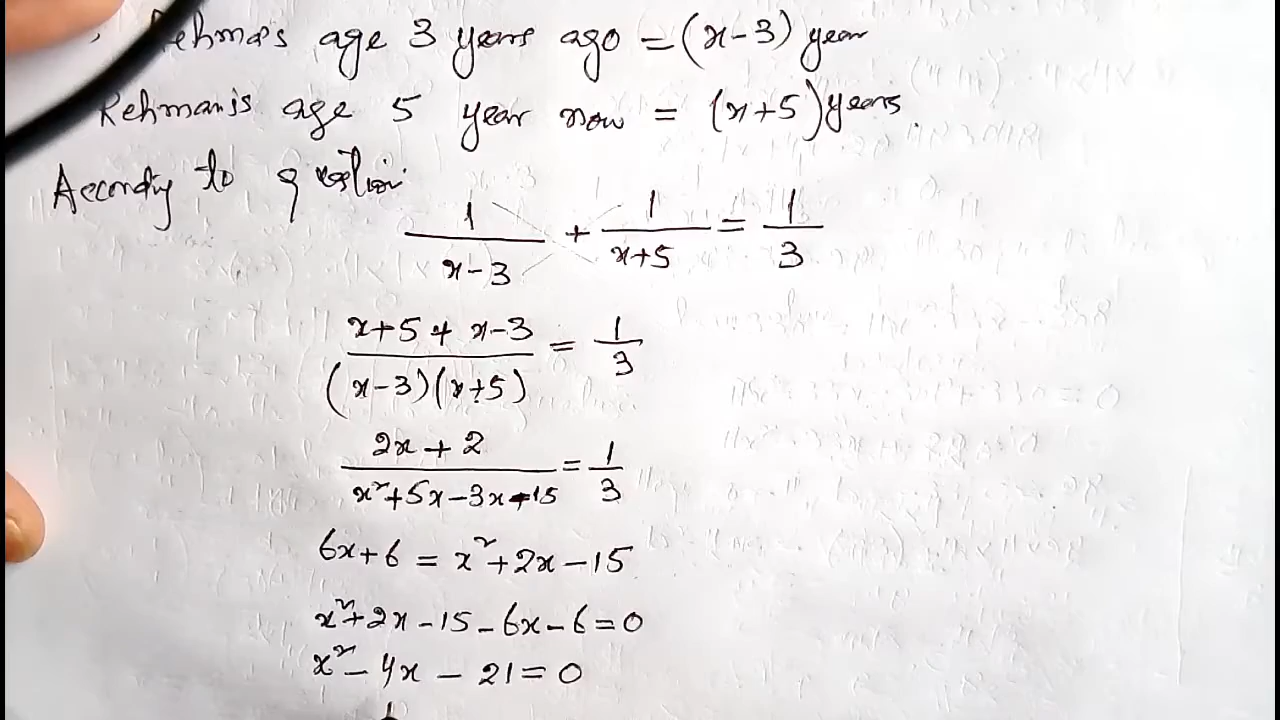 Rehma's age 3 years ago = (x-3) year
Rehman's age 5 year now = (x+5) years.
According to question
1/(x-3) + 1/(x+5) = 1/3
(x+5+x-3)/((x-3)(x+5)) = 1/3
(2x+2)/(x²+5x-3x-15) = 1/3
6x+6 = x²+2x-15
x²+2x-15-6x-6=0
x²-4x-21=0